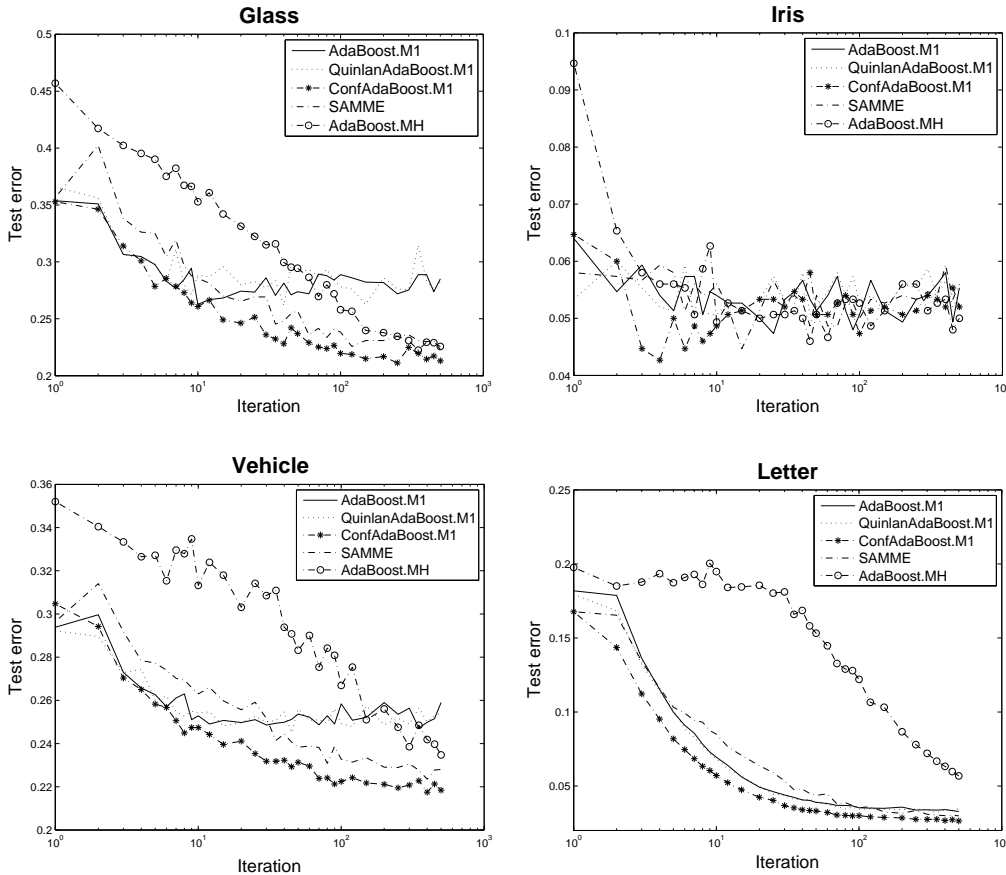 Glass
0.5
0.45
0.4
0.35
0.3
0.25
0.2
10^0
10^1
10^2
10^3
Test error
Iteration
AdaBoost.M1
QuinlanAdaBoost.M1
ConfAdaBoost.M1
SAMME
AdaBoost.MH
Iris
0.1
0.09
0.08
0.07
0.06
0.05
0.04
10^0
10^1
10^2
10
Test error
Iteration
AdaBoost.M1
QuinlanAdaBoost.M1
ConfAdaBoost.M1
SAMME
AdaBoost.MH
Vehicle
0.36
0.34
0.32
0.3
0.28
0.26
0.24
0.22
0.2
10^0
10^1
10^2
10^3
Test error
Iteration
AdaBoost.M1
QuinlanAdaBoost.M1
ConfAdaBoost.M1
SAMME
AdaBoost.MH
Letter
0.25
0.2
0.15
0.1
0.05
10^0
10^1
10^2
10
Test error
Iteration
AdaBoost.M1
QuinlanAdaBoost.M1
ConfAdaBoost.M1
SAMME
AdaBoost.MH